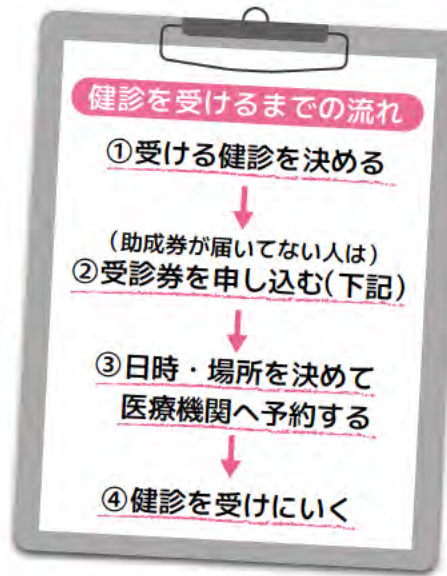 健診を受けるまでの流れ
①受ける健診を決める
(助成券が届いてない人は)
②受診券を申し込む(下記)
③日時・場所を決めて
医療機関へ予約する
④健診を受けにいく